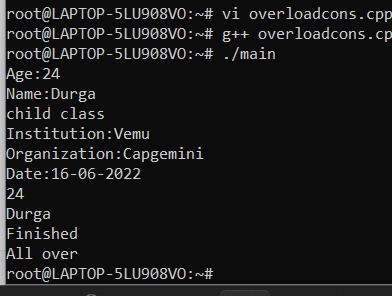 root@LAPTOP-5LU908VO:~# vi overloadcons.cpp
root@LAPTOP-5LU908VO:~# g++ overloadcons.cp
root@LAPTOP-5LU908VO:~# ./main
Age:24
Name:Durga
child class
Institution:Vemu
Organization:Capgemini
Date:16-06-2022
24
Durga
Finished
All over
root@LAPTOP-5LU908VO:~#